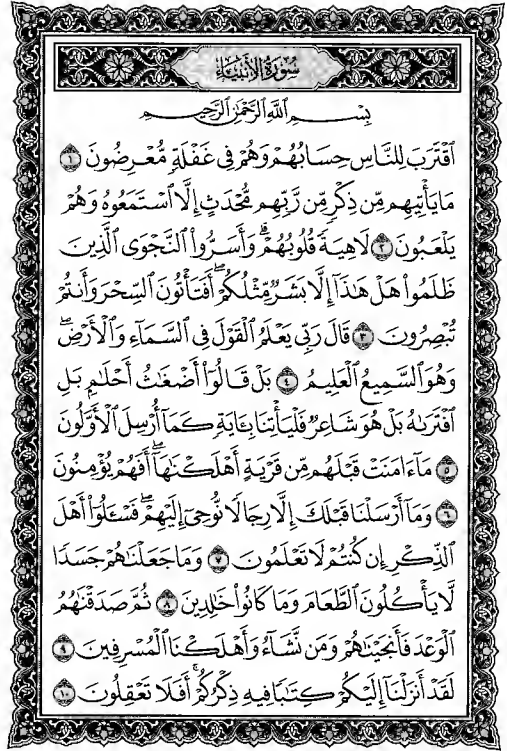 سُورَةُ الأَنبِيَاءِ
بِسْمِ ٱللَّهِ ٱلرَّحْمَٰنِ ٱلرَّحِيمِ
ٱقْتَرَبَ لِلنَّاسِ حِسَابُهُمْ وَهُمْ فِى غَفْلَةٍ مُّعْرِضُونَ ١
مَا يَأْتِيهِم مِّن ذِكْرٍ مِّن رَّبِّهِم مُّحْدَثٍ إِلَّا ٱسْتَمَعُوهُ وَهُمْ
يَلْعَبُونَ ٢ لَاهِيَةً قُلُوبُهُمْ ۗ وَأَسَرُّوا۟ ٱلنَّجْوَى ٱلَّذِينَ
ظَلَمُوا۟ هَلْ هَٰذَآ إِلَّا بَشَرٌ مِّثْلُكُمْ ۖ أَفَتَأْتُونَ ٱلسِّحْرَ وَأَنتُمْ
تُبْصِرُونَ ٣ قَالَ رَبِّى يَعْلَمُ ٱلْقَوْلَ فِى ٱلسَّمَآءِ وَٱلْأَرْضِ ۖ
وَهُوَ ٱلسَّمِيعُ ٱلْعَلِيمُ ٤ بَلْ قَالُوٓا۟ أَضْغَٰثُ أَحْلَٰمٍۭ بَلِ
ٱفْتَرَىٰهُ بَلْ هُوَ شَاعِرٌ فَلْيَأْتِنَا بِـَٔايَةٍ كَمَآ أُرْسِلَ ٱلْأَوَّلُونَ
٥ مَآ ءَامَنَتْ قَبْلَهُم مِّن قَرْيَةٍ أَهْلَكْنَٰهَآ ۖ أَفَهُمْ يُؤْمِنُونَ
٦ وَمَآ أَرْسَلْنَا قَبْلَكَ إِلَّا رِجَالًا نُّوحِىٓ إِلَيْهِمْ ۖ فَسْـَٔلُوٓا۟ أَهْلَ
ٱلذِّكْرِ إِن كُنتُمْ لَا تَعْلَمُونَ ٧ وَمَا جَعَلْنَٰهُمْ جَسَدًا
لَّا يَأْكُلُونَ ٱلطَّعَامَ وَمَا كَانُوا۟ خَٰلِدِينَ ٨ ثُمَّ صَدَقْنَٰهُمُ
ٱلْوَعْدَ فَأَنجَيْنَٰهُمْ وَمَن نَّشَآءُ وَأَهْلَكْنَا ٱلْمُسْرِفِينَ ٩
لَقَدْ أَنزَلْنَآ إِلَيْكُمْ كِتَٰبًا فِيهِ ذِكْرُكُمْ ۖ أَفَلَا تَعْقِلُونَ ١٠